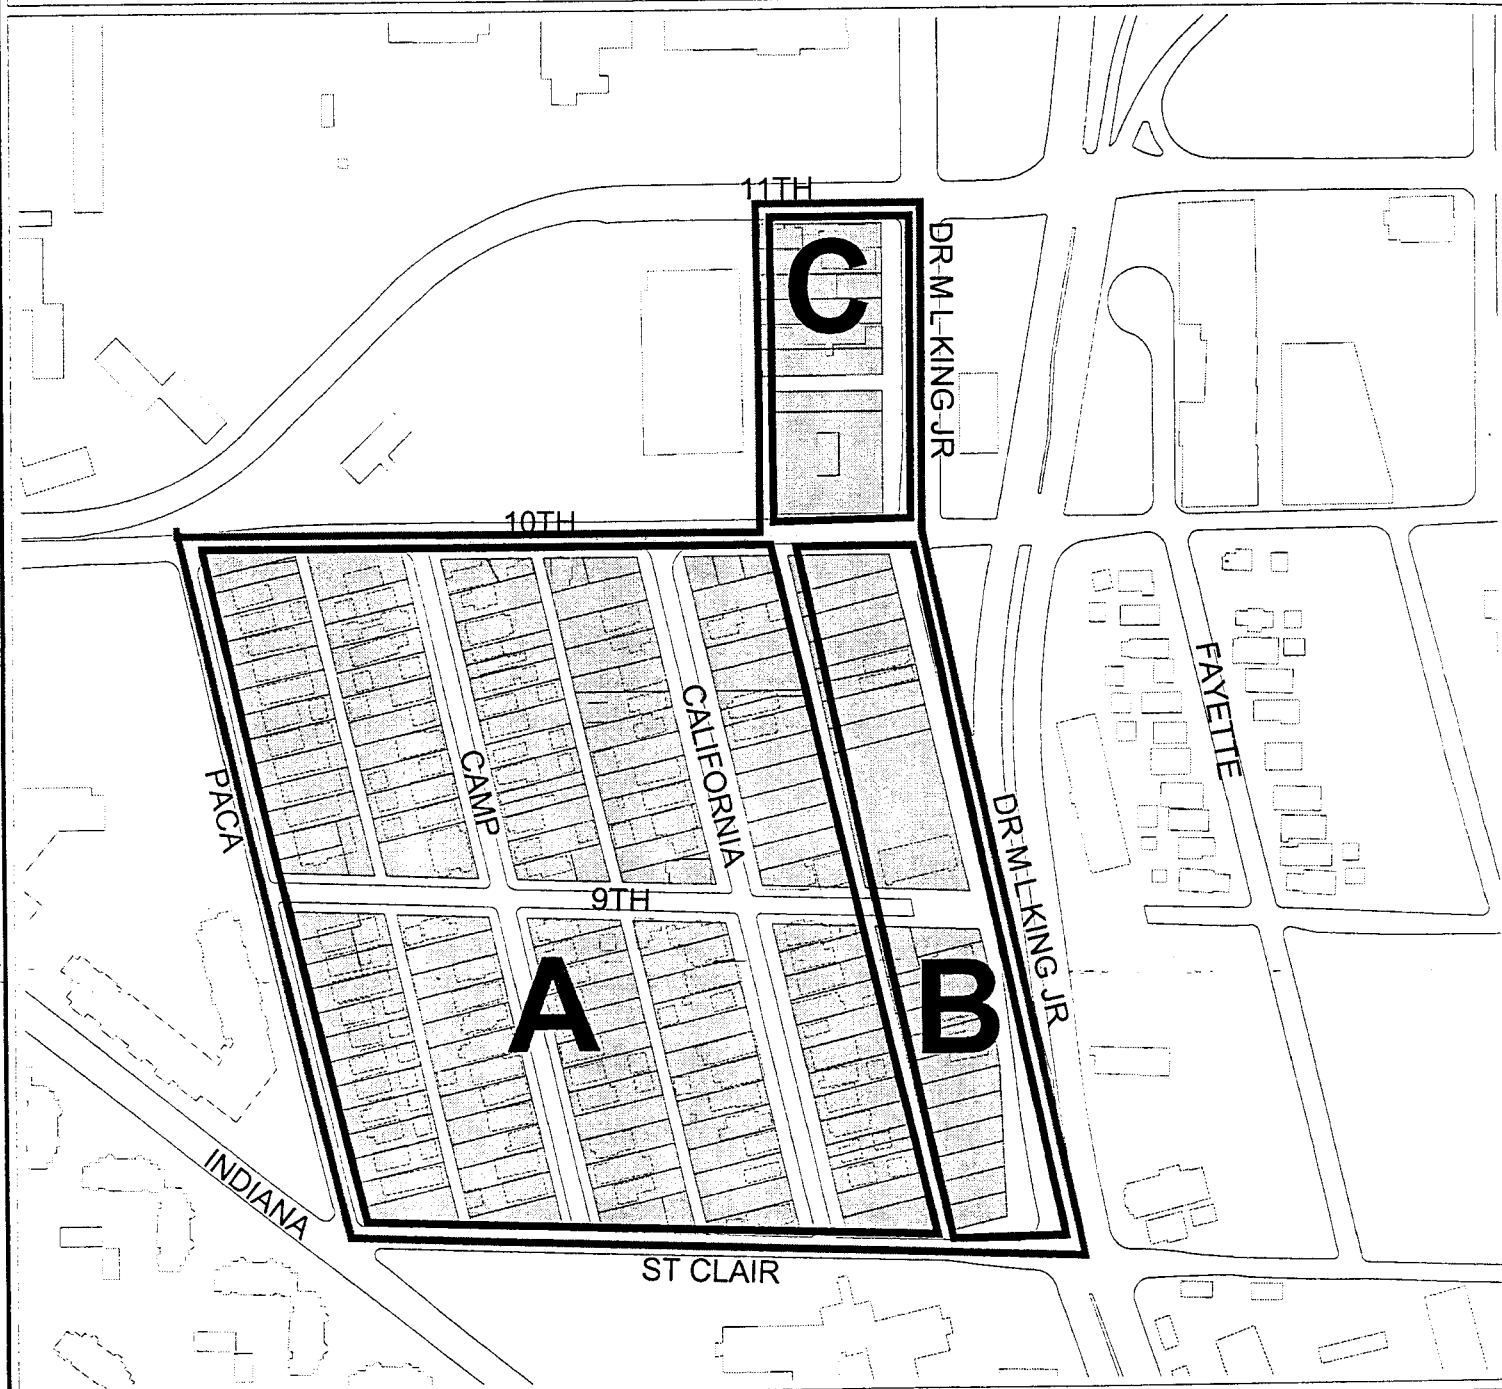 11TH
C
DR M L KING JR
10TH
FAYETTE
CALIFORNIA
CAMP
PACA
DR M L KING JR
9TH
A
B
INDIANA
ST CLAIR